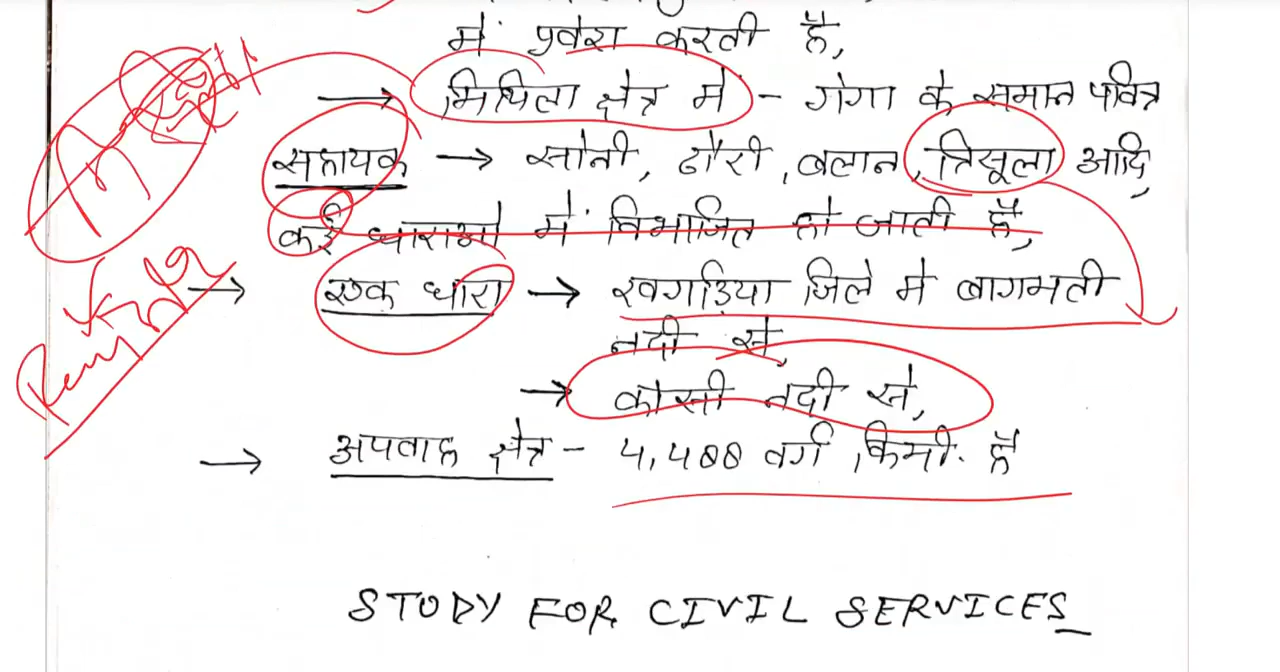 में प्रवेश करती है,
→ मिथिला क्षेत्र में - गंगा के समान पवित्र
सहायक → सोनी, ढोरी, बलान, त्रिसूला आदि,
कई धाराओ में विभाजित हो जाती है,
→ एक धारा → खगड़िया जिले मे बागमती
नदी से,
→ कोसी नदी से,
→ अपवाह क्षेत्र - 4,488 वर्ग किमी. है
STUDY FOR CIVIL SERVICES